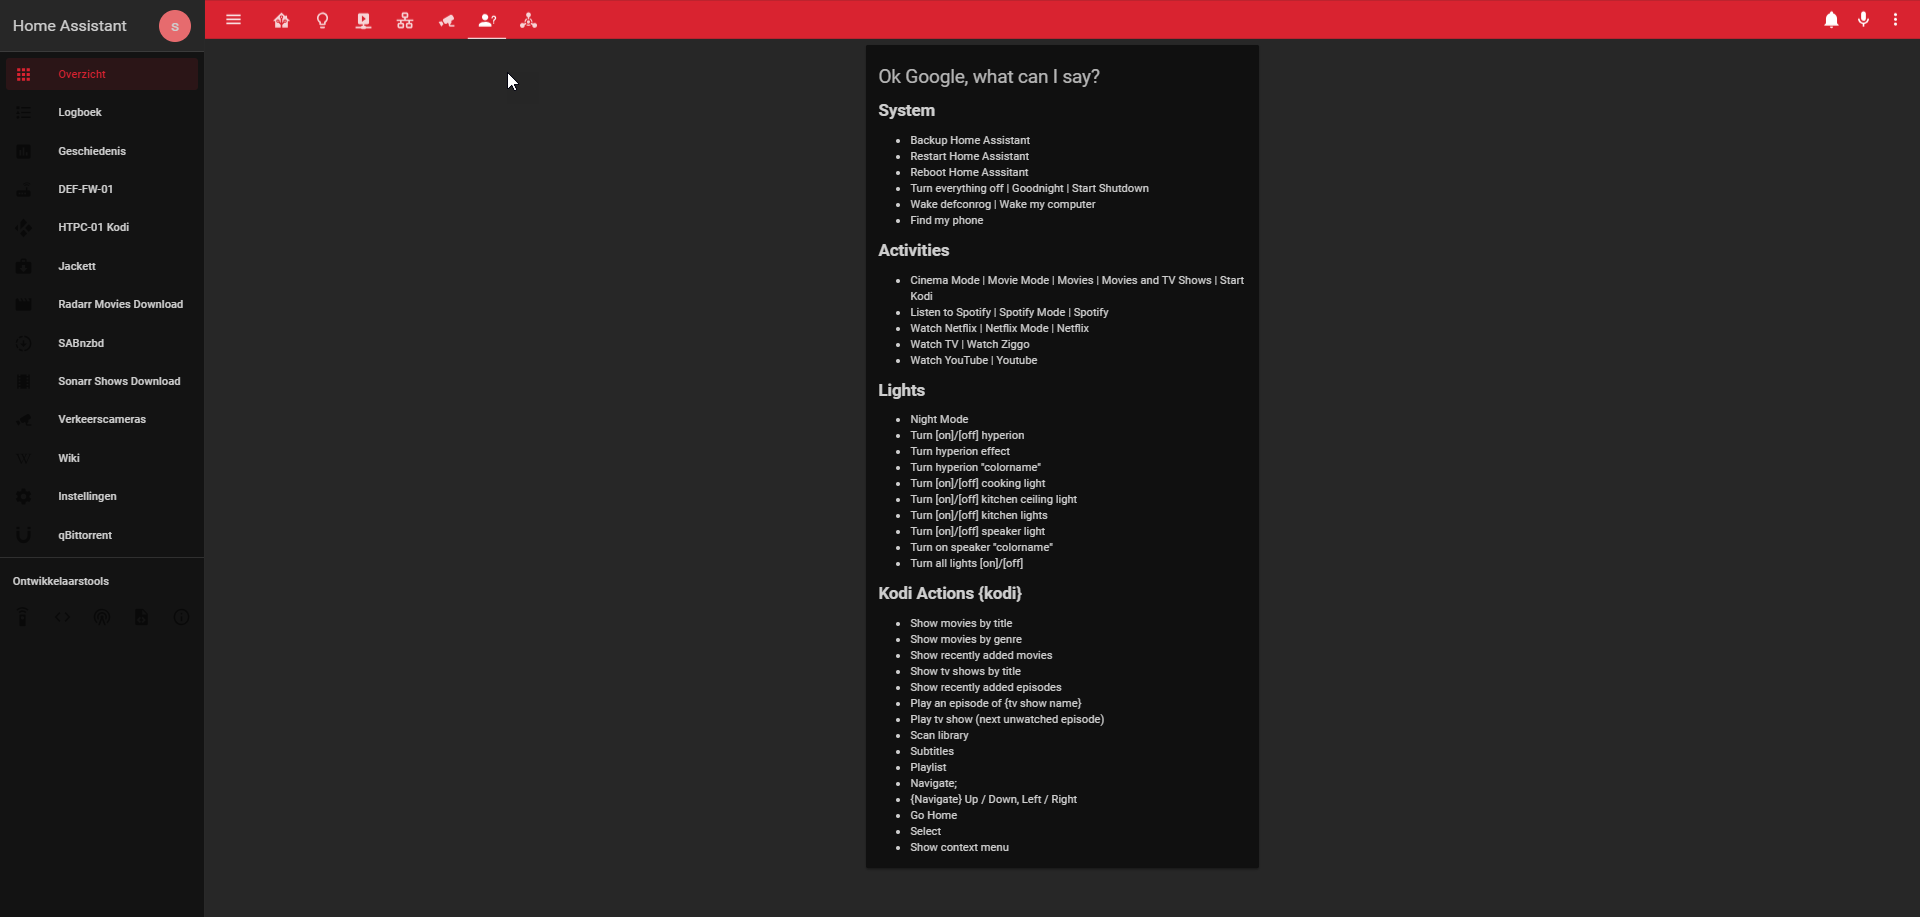 Home Assistant
s
Overzicht
Logboek
Geschiedenis
DEF-FW-01
HTPC-01 Kodi
Jackett
Radarr Movies Download
SABnzbd
Sonarr Shows Download
Verkeerscameras
Wiki
Instellingen
qBittorrent
Ontwikkelaarstools
Ok Google, what can I say?
System
Backup Home Assistant
Restart Home Assistant
Reboot Home Asssitant
Turn everything off | Goodnight | Start Shutdown
Wake defconrog | Wake my computer
Find my phone
Activities
Cinema Mode | Movie Mode | Movies | Movies and TV Shows | Start
Kodi
Listen to Spotify | Spotify Mode | Spotify
Watch Netflix | Netflix Mode | Netflix
Watch TV | Watch Ziggo
Watch YouTube | Youtube
Lights
Night Mode
Turn [on]/[off] hyperion
Turn hyperion effect
Turn hyperion "colorname"
Turn [on]/[off] cooking light
Turn [on]/[off] kitchen ceiling light
Turn [on]/[off] kitchen lights
Turn [on]/[off] speaker light
Turn on speaker "colorname"
Turn all lights [on]/[off]
Kodi Actions {kodi}
Show movies by title
Show movies by genre
Show recently added movies
Show tv shows by title
Show recently added episodes
Play an episode of {tv show name}
Play tv show (next unwatched episode)
Scan library
Subtitles
Playlist
Navigate;
{Navigate} Up / Down, Left / Right
Go Home
Select
Show context menu